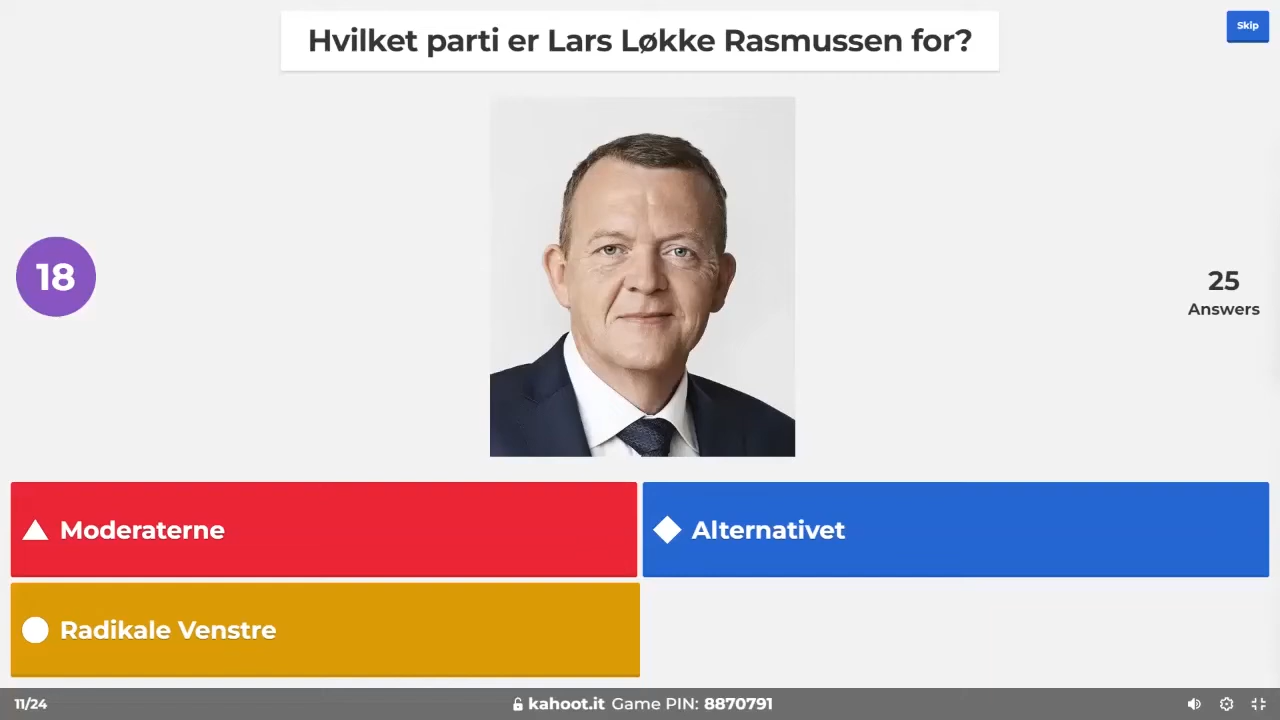 Hvilket parti er Lars Løkke Rasmussen for?
Skip
18
25
Answers
Moderaterne
Alternativet
Radikale Venstre
11/24
kahoot.it Game PIN: 8870791